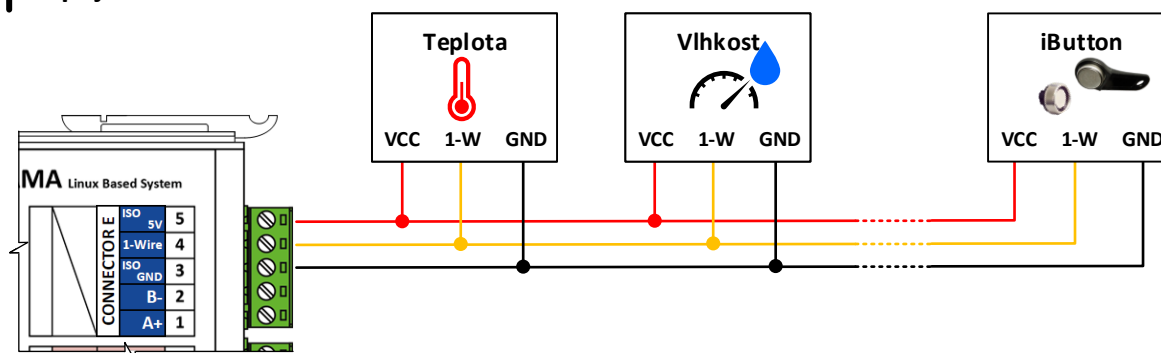 Teplota
VCC 1-W GND
Vlhkost
VCC 1-W GND
iButton
VCC 1-W GND
MA Linux Based System
CONNECTOR E
ISO 5V 5
1-Wire 4
ISO GND 3
B- 2
A+ 1